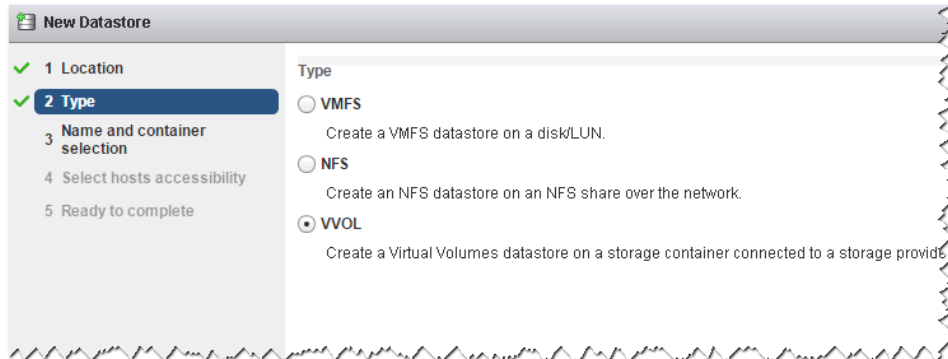 New Datastore
1 Location
2 Type
3 Name and container
selection
4 Select hosts accessibility
5 Ready to complete
Type
VMFS
Create a VMFS datastore on a disk/LUN.
NFS
Create an NFS datastore on an NFS share over the network.
VVOL
Create a Virtual Volumes datastore on a storage container connected to a storage provide